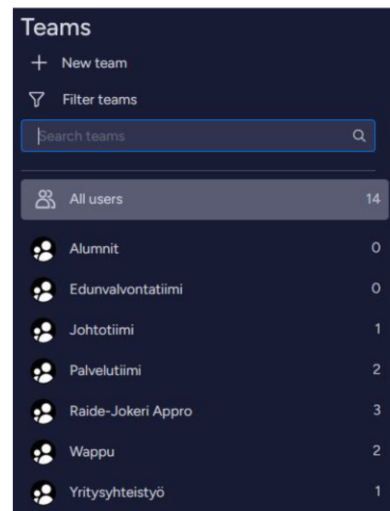 Teams
New team
Filter teams
Search teams
All users 14
Alumnit 0
Edunvalvontatiimi 0
Johtotiimi 1
Palvelutiimi 2
Raide-Jokeri Appro 3
Wappu 2
Yritysyhteistyö 1